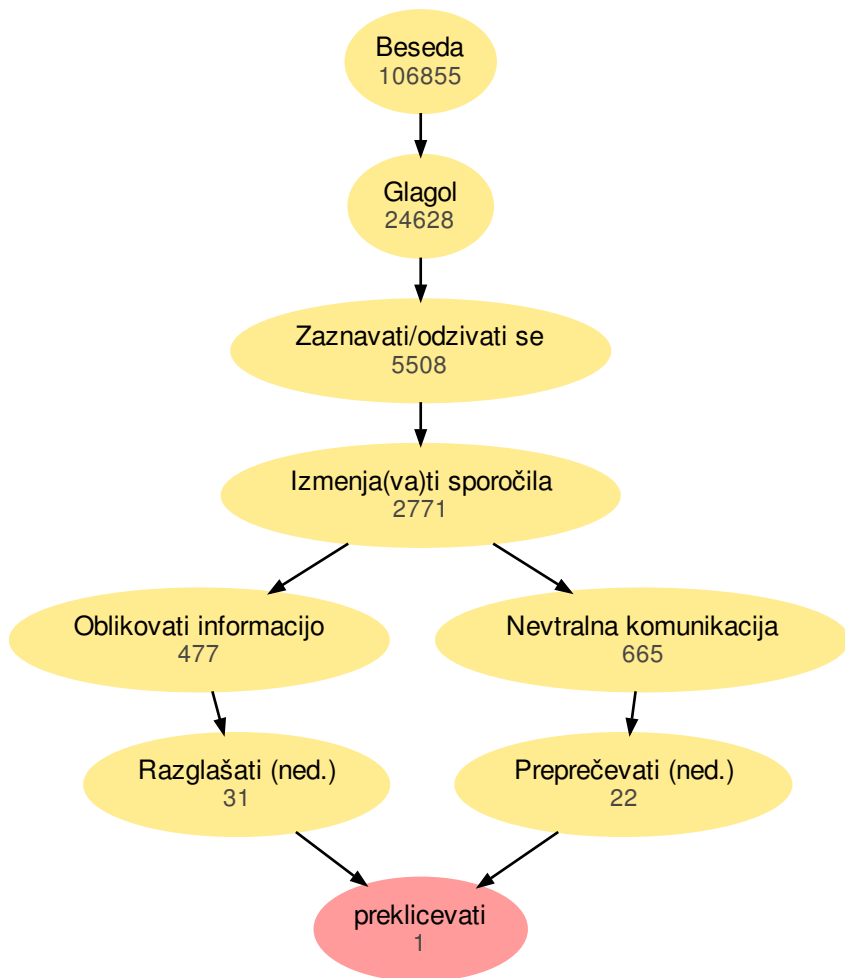 Beseda
106855
Glagol
24628
Zaznavati/odzivati se
5508
Izmenja(va)ti sporočila
2771
Oblikovati informacijo
477
Nevtralna komunikacija
665
Razglašati (ned.)
31
Preprečevati (ned.)
22
preklicevati
1